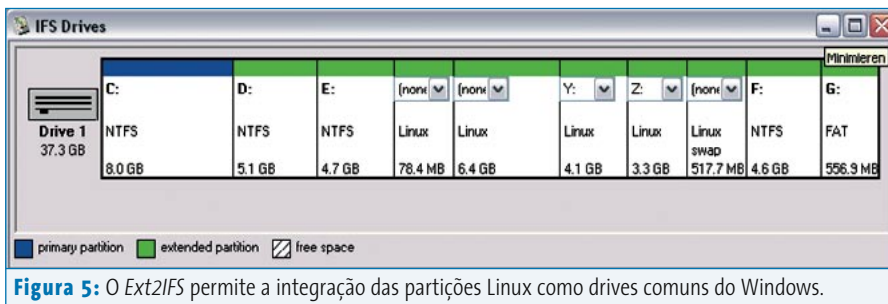 IFS Drives
Minimieren
C: D: E: (none (none Y: Z: (none F: G:
Drive 1 NTFS NTFS NTFS Linux Linux Linux Linux Linux swap NTFS FAT
37.3 GB 8.0 GB 5.1 GB 4.7 GB 78.4 MB 6.4 GB 4.1 GB 3.3 GB 517.7 MB 4.6 GB 556.9 MB
primary partition extended partition free space
Figura 5: O Ext2IFS permite a integração das partições Linux como drives comuns do Windows.